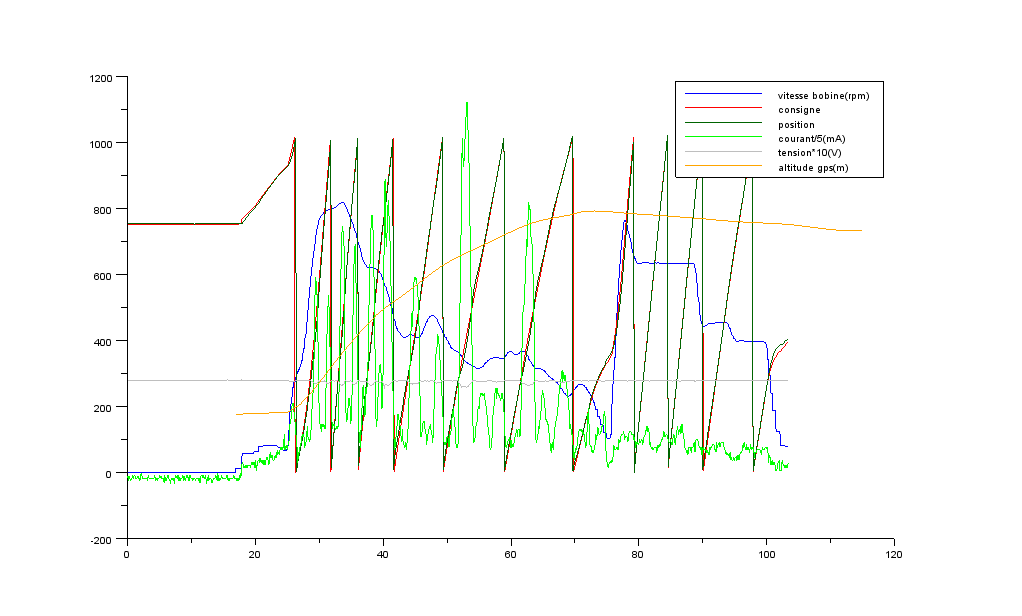 1200
1000
800
600
400
200
0
-200
0 20 40 60 80 100 120
vitesse bobine(rpm)
consigne
position
courant/5(mA)
tension*10(V)
altitude gps(m)